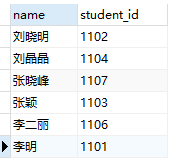 name student_id
刘晓明 1102
刘晶晶 1104
张晓峰 1107
张颖 1103
李二丽 1106
李明 1101